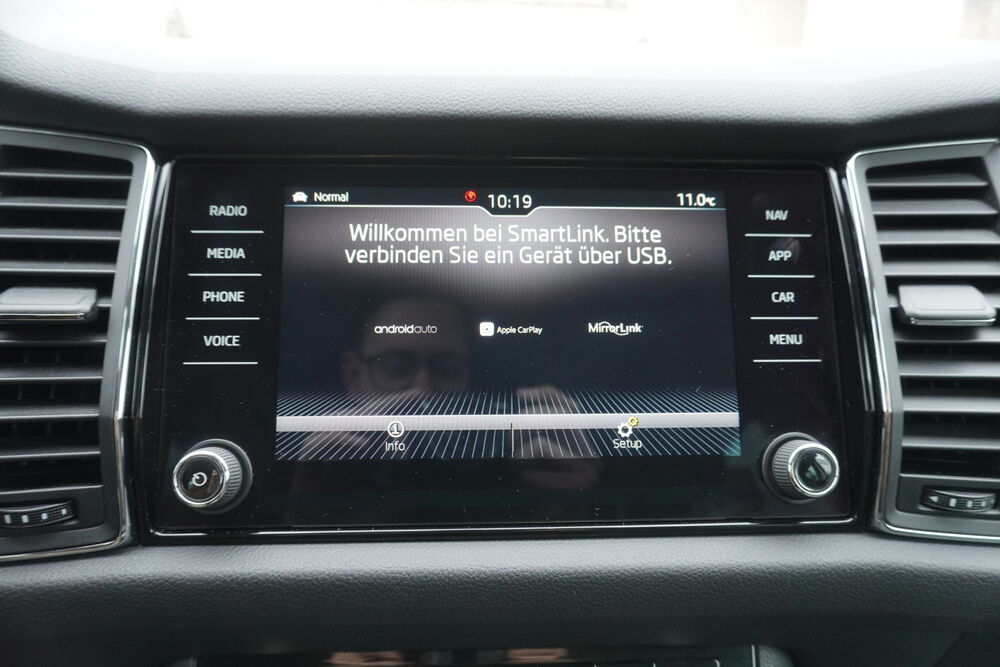 Normal 10:19 11.0°C
Willkommen bei SmartLink. Bitte
verbinden Sie ein Gerät über USB.
androidauto Apple CarPlay MirrorLink
Info Setup
RADIO
MEDIA
PHONE
VOICE
NAV
APP
CAR
MENU